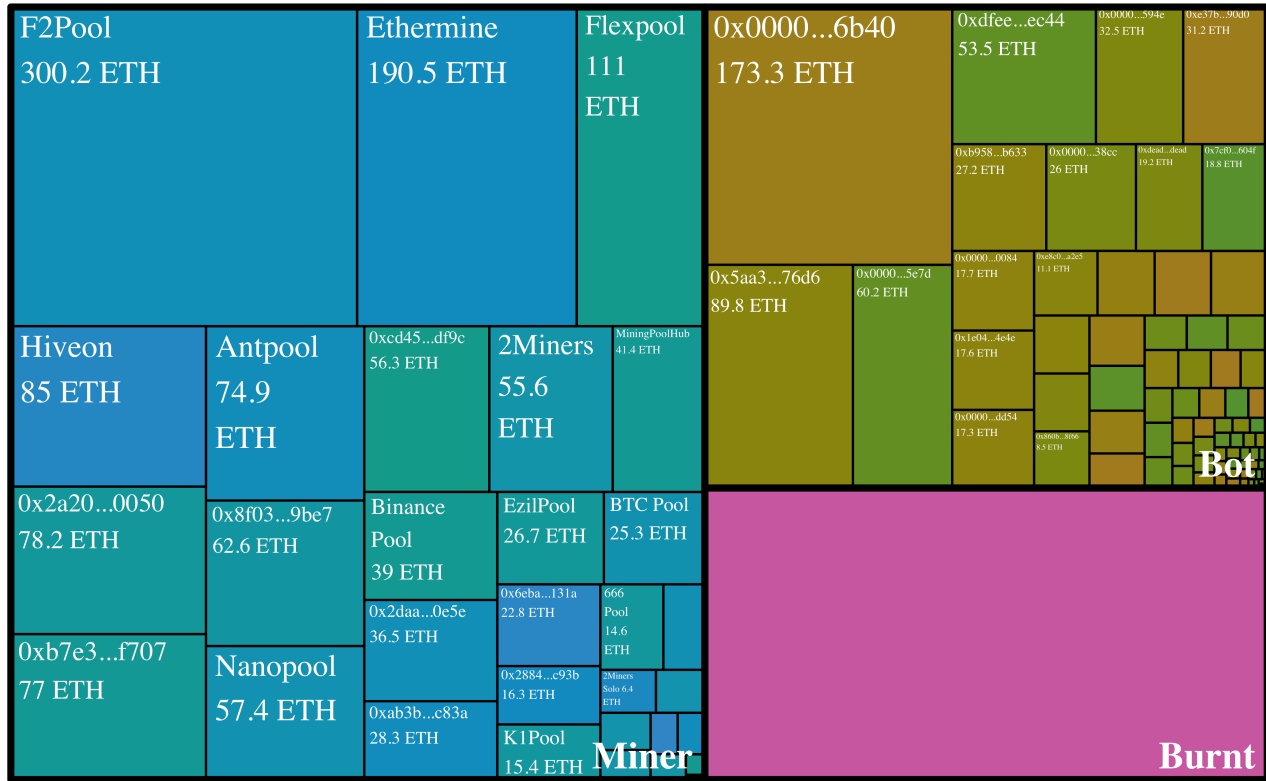 F2Pool
300.2 ETH
Ethermine
190.5 ETH
Flexpool
111
ETH
Hiveon
85 ETH
Antpool
74.9
ETH
0xcd45...df9c
56.3 ETH
2Miners
55.6
ETH
MiningPoolHub
41.4 ETH
0x2a20...0050
78.2 ETH
0x8f03...9be7
62.6 ETH
Binance
Pool
39 ETH
EzilPool
26.7 ETH
BTC Pool
25.3 ETH
0xb7e3...f707
77 ETH
Nanopool
57.4 ETH
0x2daa...0e5e
36.5 ETH
0xab3b...c83a
28.3 ETH
0x6eba...131a
22.8 ETH
666
Pool
14.6
ETH
0x2884...c93b
16.3 ETH
2Miners
Solo 6.4
ETH
K1Pool
15.4 ETH
Miner
0x0000...6b40
173.3 ETH
0xdfee...ec44
53.5 ETH
0x0000...594e
32.5 ETH
0xe37b...90d0
31.2 ETH
0xb958...b633
27.2 ETH
0x0000...38cc
26 ETH
0xdead...dead
19.2 ETH
0x7cf0...604f
18.8 ETH
0x5aa3...76d6
89.8 ETH
0x0000...5e7d
60.2 ETH
0x0000...0084
17.7 ETH
0xe8c0...a2e5
11.1 ETH
0x1e04...4e4e
17.6 ETH
0x0000...dd54
17.3 ETH
0x860b...8f66
8.5 ETH
Bot
Burnt